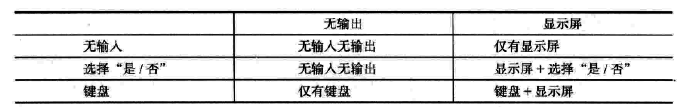 无输出 显示屏
无输入 无输入无输出 仅有显示屏
选择“是/否” 无输入无输出 显示屏+选择“是/否”
键盘 仅有键盘 键盘+显示屏